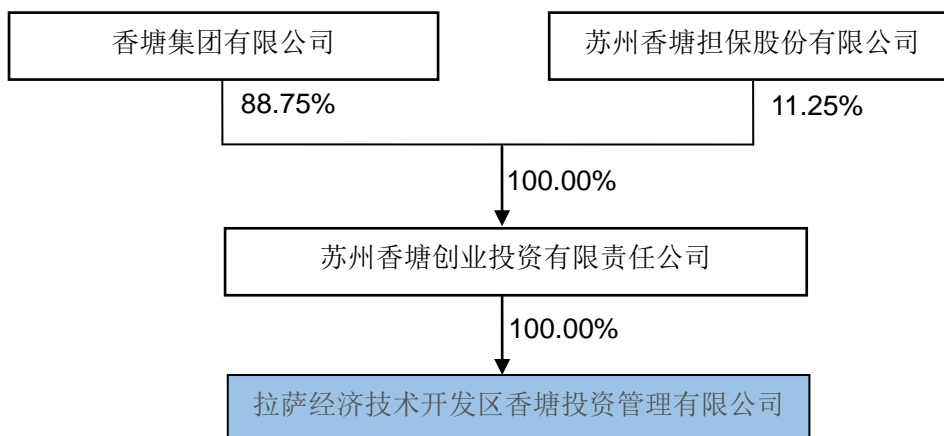 香塘集团有限公司
苏州香塘担保股份有限公司
88.75%
11.25%
100.00%
苏州香塘创业投资有限责任公司
100.00%
拉萨经济技术开发区香塘投资管理有限公司